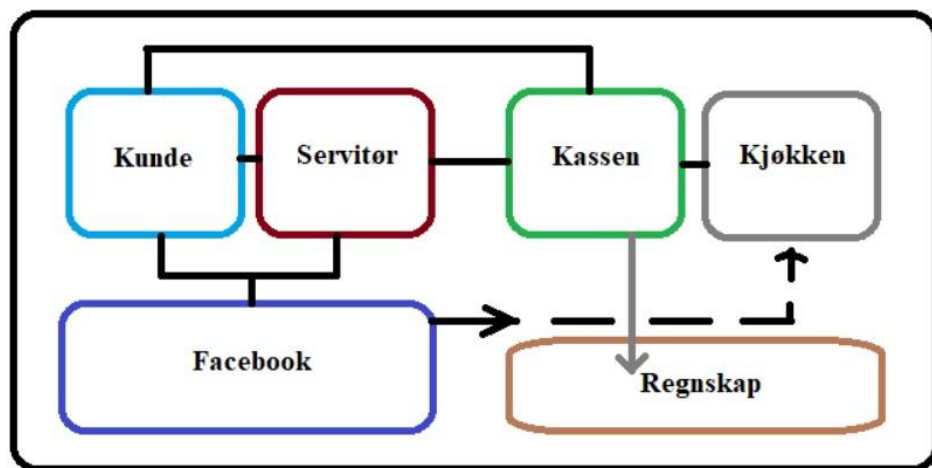 Kunde
Servitør
Kassen
Kjøkken
Facebook
Regnskap